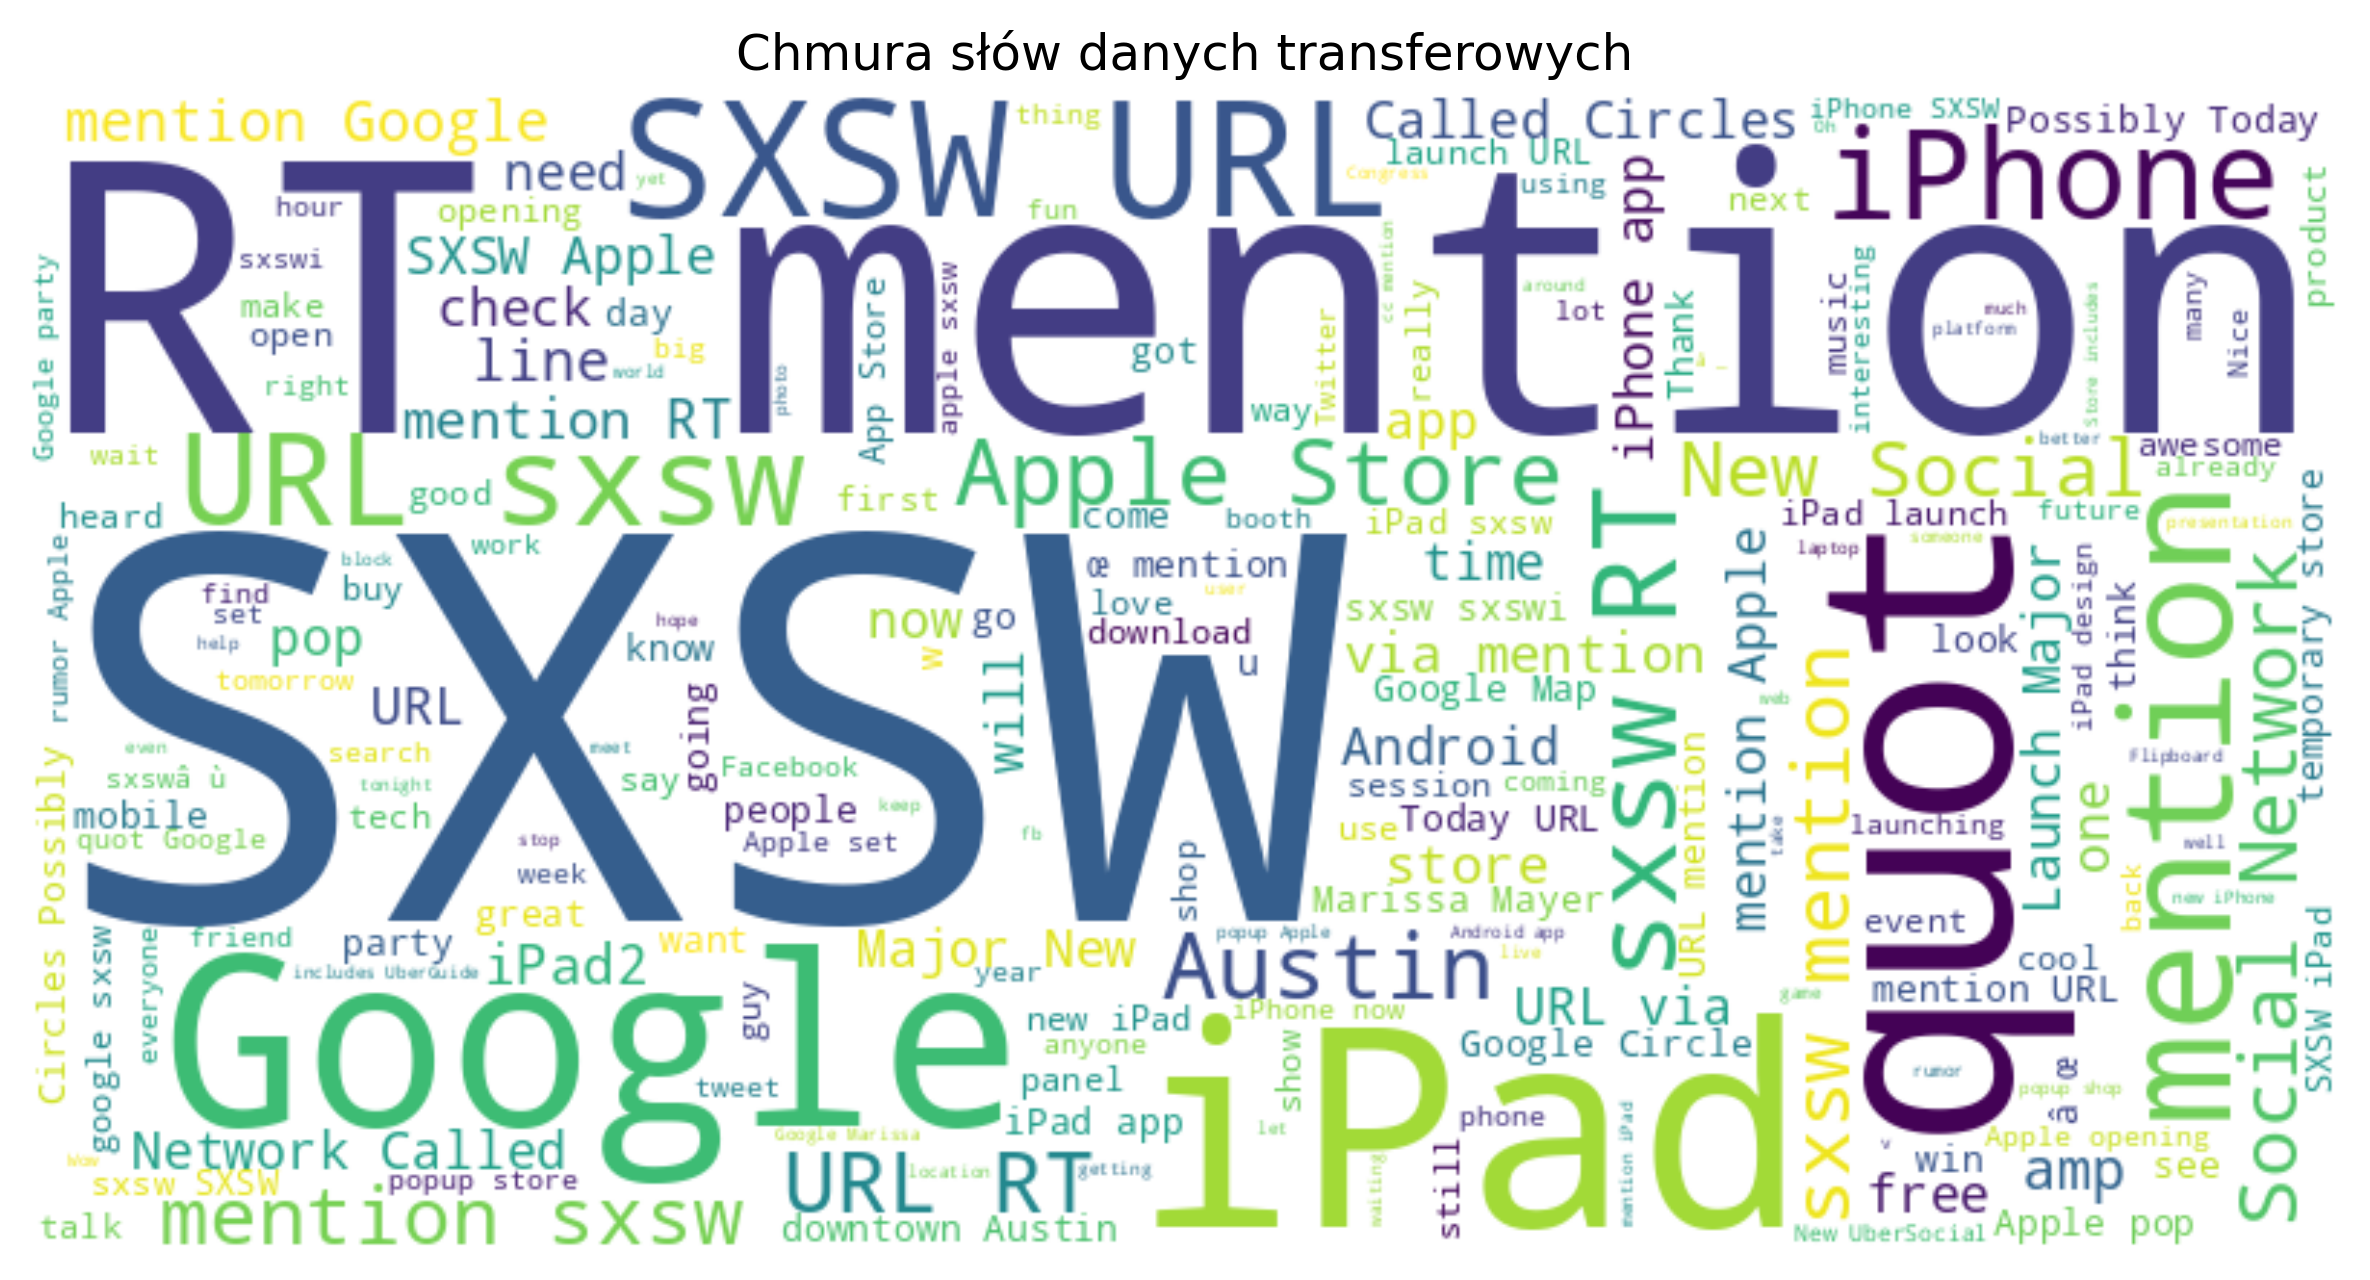 Chmura słów danych transferowych
mention Google
SXSW URL
thing
Called Circles
iPhone SXSW
Oh
Possibly Today
RT mention
need
yet
launch URL
Congress
using
next
iPhone
hour
opening
fun
product
sxswi
SXSW Apple
make
check
day
open
line
big
world
right
mention RT
photo
App Store
apple sxsw
got
way
Twitter
cc mention
really
app
around
lot
iPhone app
Thank
music
interesting
platform
much
many
Nice
Store includes
Google party
wait
URL sxsw
good
first
Apple Store
New Social
better
awesome
already
heard
work
come
booth
iPad sxsw
iPad launch
future
presentation
laptop
someone
SXSW
block
find
buy
set
help
pop
tomorrow
URL
hope
know
now
go
w
œ mention
user
love
download
u
time
sxsw sxswi
via mention
Google Map
sxsw RT
mention Apple
web
look
quot
Launch Major
iPad design
think
mention
Social Network
temporary store
rumor Apple
even
search
meet
sxswâ ù
tonight
say
going
Facebook
will
Android
session
coming
Flipboard
mobile
tech
people
keep
quot Google
stop
Apple set
fb
use
Today URL
launching
take
one
well
week
shop
store
great
Marissa Mayer
URL mention
sxsw mention
event
back
new iPhone
Circles Possibly
google sxsw
everyone
friend
party
want
Major New
popup Apple
Android app
live
Austin
cool
includes UberGuide
iPad2
year
game
mention URL
SXSW iPad
Google
guy
new iPad
iPhone now
URL via
anyone
Google Circle
tweet
panel
show
iPad
rumor
popup shop
â œ
iPad app
phone
let
Google Marissa
Network Called
v
Apple opening
Wow
sxsw SXSW
popup store
URL RT
location
getting
waiting
still
mention iPad
win
free
amp
see
talk
mention sxsw
downtown Austin
New UberSocial
Apple pop